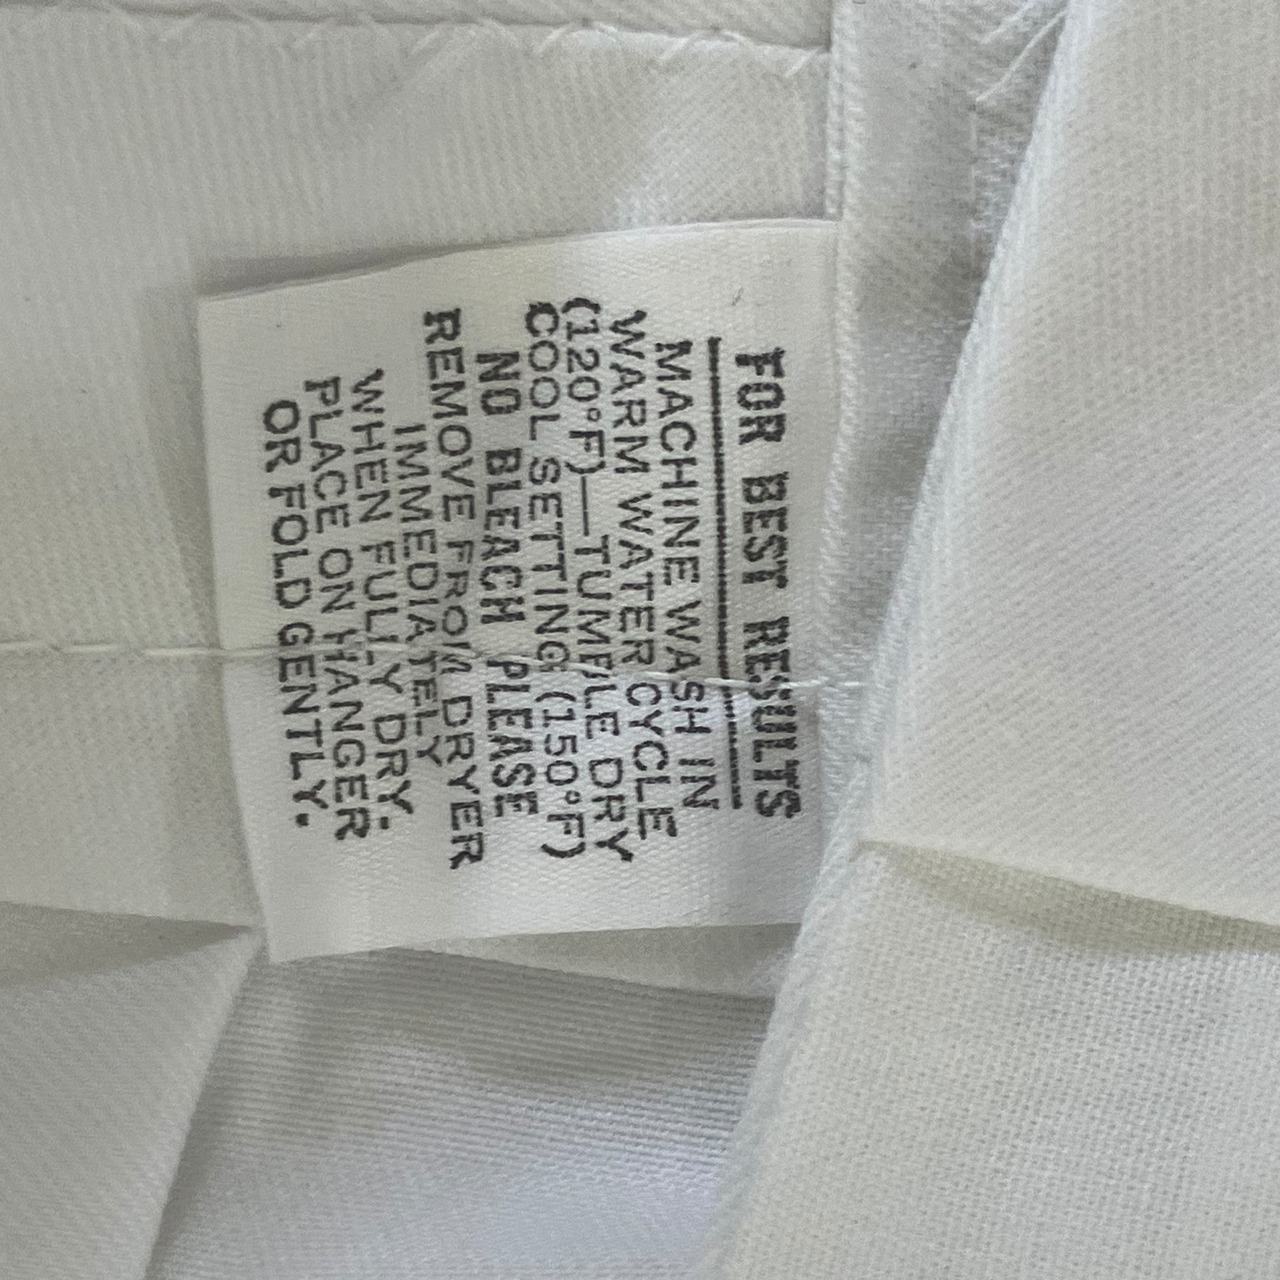 FOR BEST RESULTS
MACHINE WASH IN
WARM WATER CYCLE
(120°F)—TUMBLE DRY
COOL SETTING (150°F)
NO BLEACH PLEASE
REMOVE FROM DRYER
IMMEDIATELY
WHEN FULLY DRY.
PLACE ON HANGER
OR FOLD GENTLY.